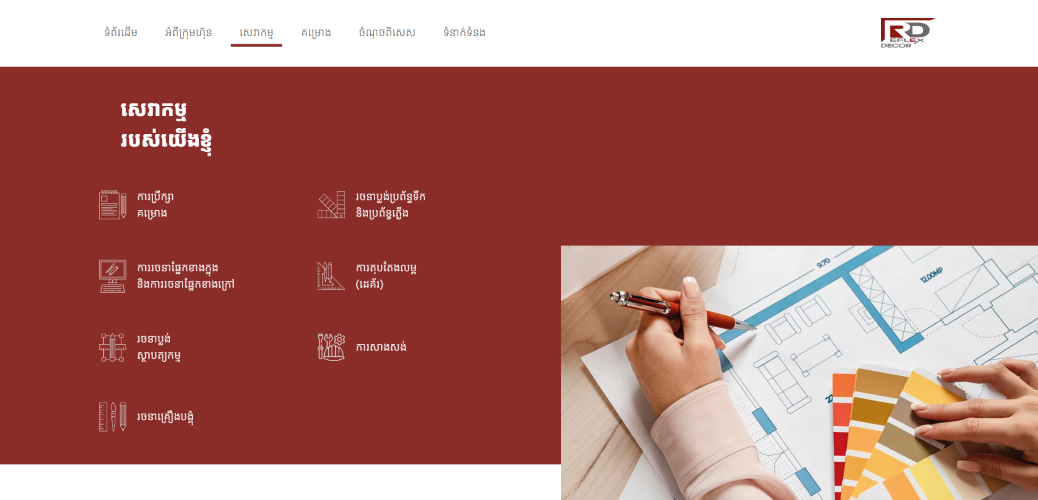 ទំព័រដើម
អំពីក្រុមហ៊ុន
សេវាកម្ម
គម្រោង
ចំណុចពិសេស
ទំនាក់ទំនង
RD
EFLEX
DECOR
សេវាកម្ម
របស់យើងខ្ញុំ
ការប្រឹក្សា
គម្រោង
រចនាប្លង់ប្រព័ន្ធទឹក
និងប្រព័ន្ធភ្លើង
ការរចនាផ្នែកខាងក្នុង
និងការរចនាផ្នែកខាងក្រៅ
ការតុបតែងលម្អ
(ដេគ័រ)
រចនាប្លង់
ស្ថាបត្យកម្ម
ការសាងសង់
រចនាគ្រឿងបង្គុំ
9.70
12.00MP